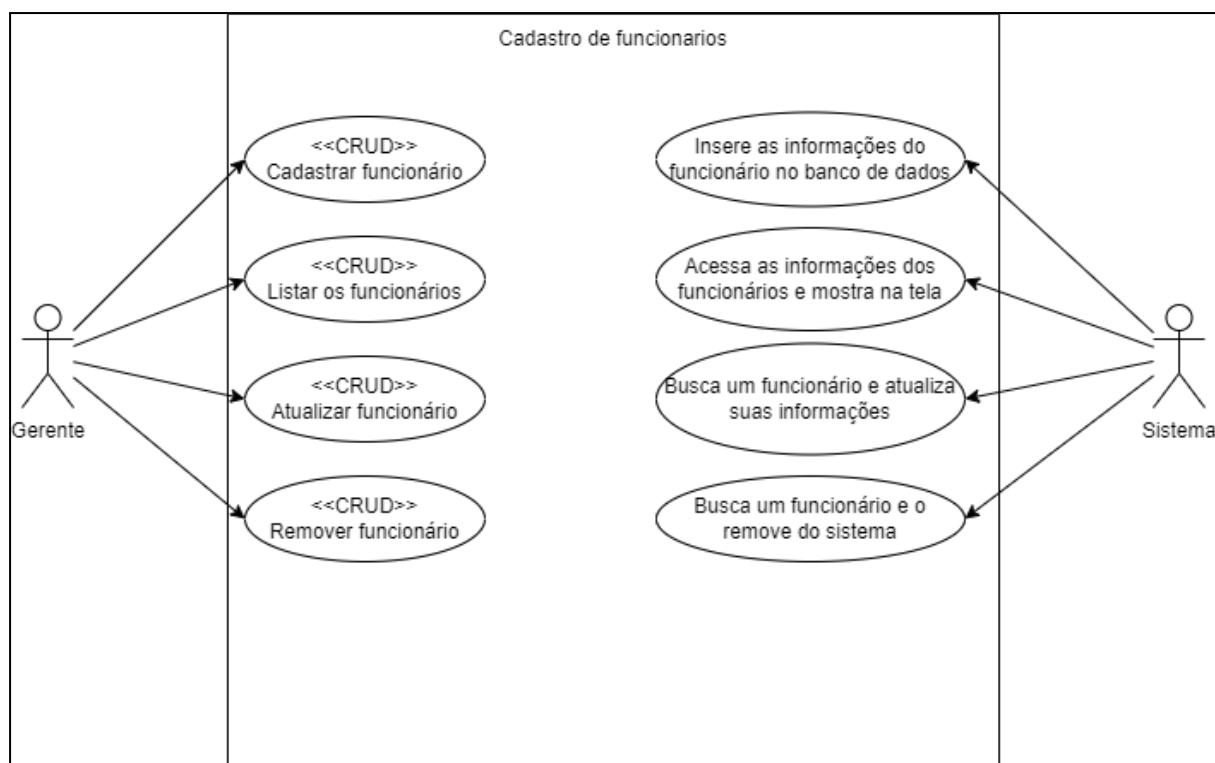 Cadastro de funcionarios
<<CRUD>>
Cadastrar funcionário
<<CRUD>>
Listar os funcionários
<<CRUD>>
Atualizar funcionário
<<CRUD>>
Remover funcionário
Gerente
Insere as informações do
funcionário no banco de dados
Acessa as informações dos
funcionários e mostra na tela
Busca um funcionário e atualiza
suas informações
Busca um funcionário e o
remove do sistema
Sistema